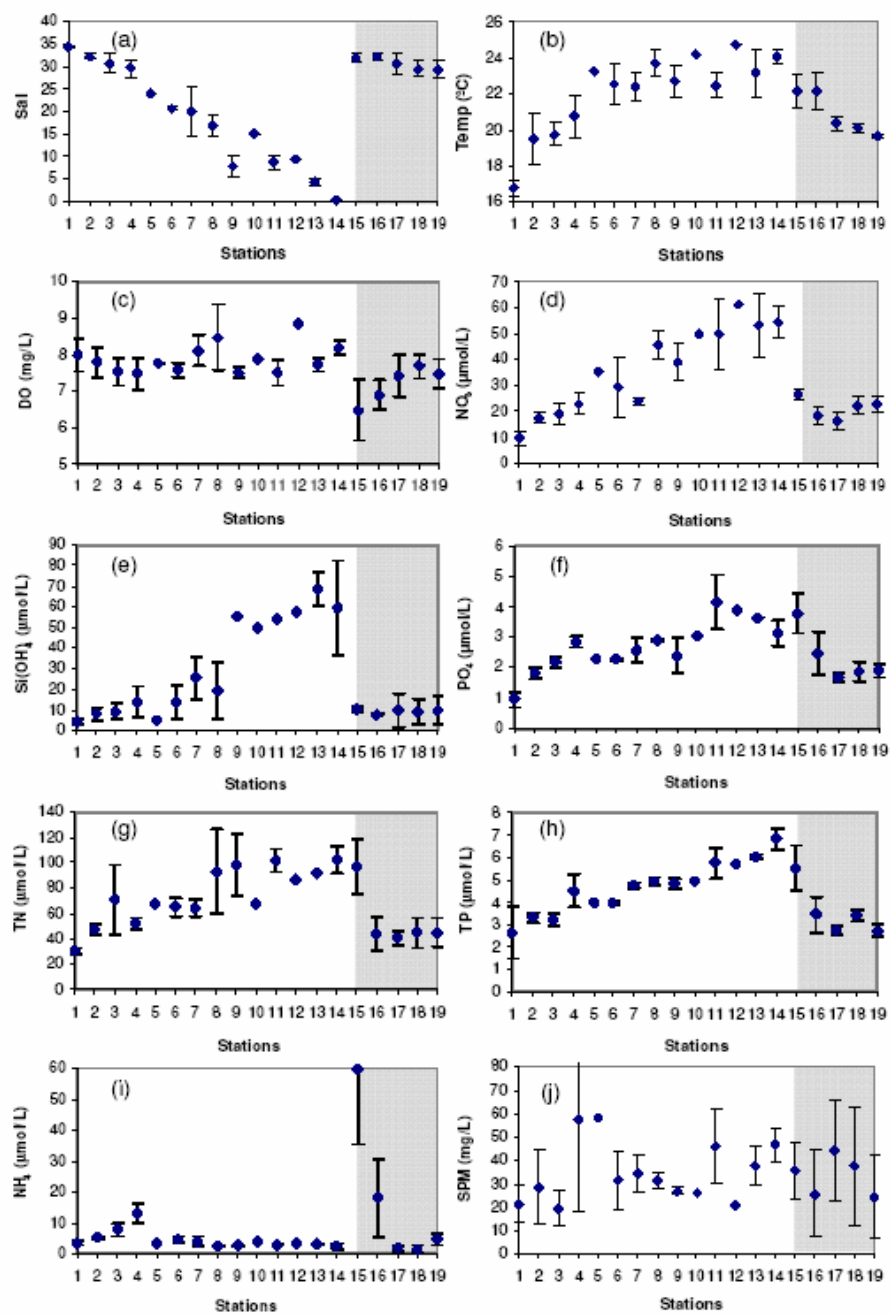 (a)
Sal
40
35
30
25
20
15
10
5
0
1 2 3 4 5 6 7 8 9 10 11 12 13 14 15 16 17 18 19
Stations
(b)
Temp (ºC)
26
24
22
20
18
16
1 2 3 4 5 6 7 8 9 10 11 12 13 14 15 16 17 18 19
Stations
(c)
DO (mg/L)
10
9
8
7
6
5
1 2 3 4 5 6 7 8 9 10 11 12 13 14 15 16 17 18 19
Stations
(d)
NO₃ (µmol/L)
70
60
50
40
30
20
10
0
1 2 3 4 5 6 7 8 9 10 11 12 13 14 15 16 17 18 19
Stations
(e)
Si(OH)₄ (µmol/L)
90
80
70
60
50
40
30
20
10
0
1 2 3 4 5 6 7 8 9 10 11 12 13 14 15 16 17 18 19
Stations
(f)
PO₄ (µmol/L)
6
5
4
3
2
1
0
1 2 3 4 5 6 7 8 9 10 11 12 13 14 15 16 17 18 19
Stations
(g)
TN (µmol/L)
140
120
100
80
60
40
20
0
1 2 3 4 5 6 7 8 9 10 11 12 13 14 15 16 17 18 19
Stations
(h)
TP (µmol/L)
8
7
6
5
4
3
2
1
0
1 2 3 4 5 6 7 8 9 10 11 12 13 14 15 16 17 18 19
Stations
(i)
NH₄ (µmol/L)
60
50
40
30
20
10
0
1 2 3 4 5 6 7 8 9 10 11 12 13 14 15 16 17 18 19
Stations
(j)
SPM (mg/L)
80
70
60
50
40
30
20
10
0
1 2 3 4 5 6 7 8 9 10 11 12 13 14 15 16 17 18 19
Stations